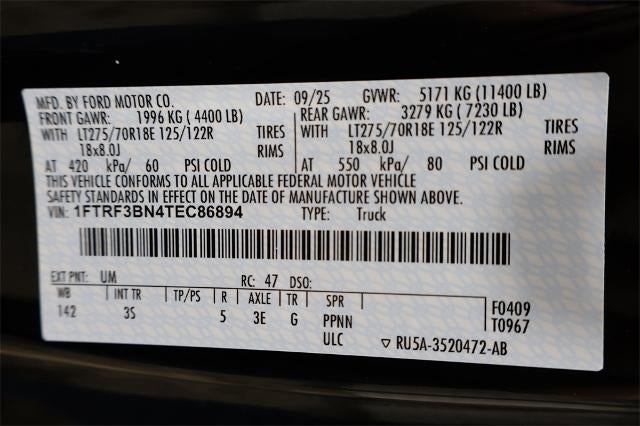 MFD. BY FORD MOTOR CO. DATE: 09/25 GVWR: 5171 KG (11400 LB)
FRONT GAWR: 1996 KG (4400 LB) REAR GAWR: 3279 KG (7230 LB)
WITH LT275/70R18E 125/122R TIRES WITH LT275/70R18E 125/122R TIRES
18x8.0J RIMS 18x8.0J RIMS
AT 420 kPa/ 60 PSI COLD AT 550 kPa/ 80 PSI COLD
THIS VEHICLE CONFORMS TO ALL APPLICABLE FEDERAL MOTOR VEHICLE
SAFETY STANDARDS IN EFFECT ON THE DATE OF MANUFACTURE SHOWN ABOVE.
VIN: 1FTRF3BN4TEC86894 TYPE: Truck
EXT PNT: UM RC: 47 DSO:
WB INT TR TP/PS R AXLE TR SPR F0409
142 3S 5 3E G PPNN T0967
ULC ▽ RU5A-3520472-AB